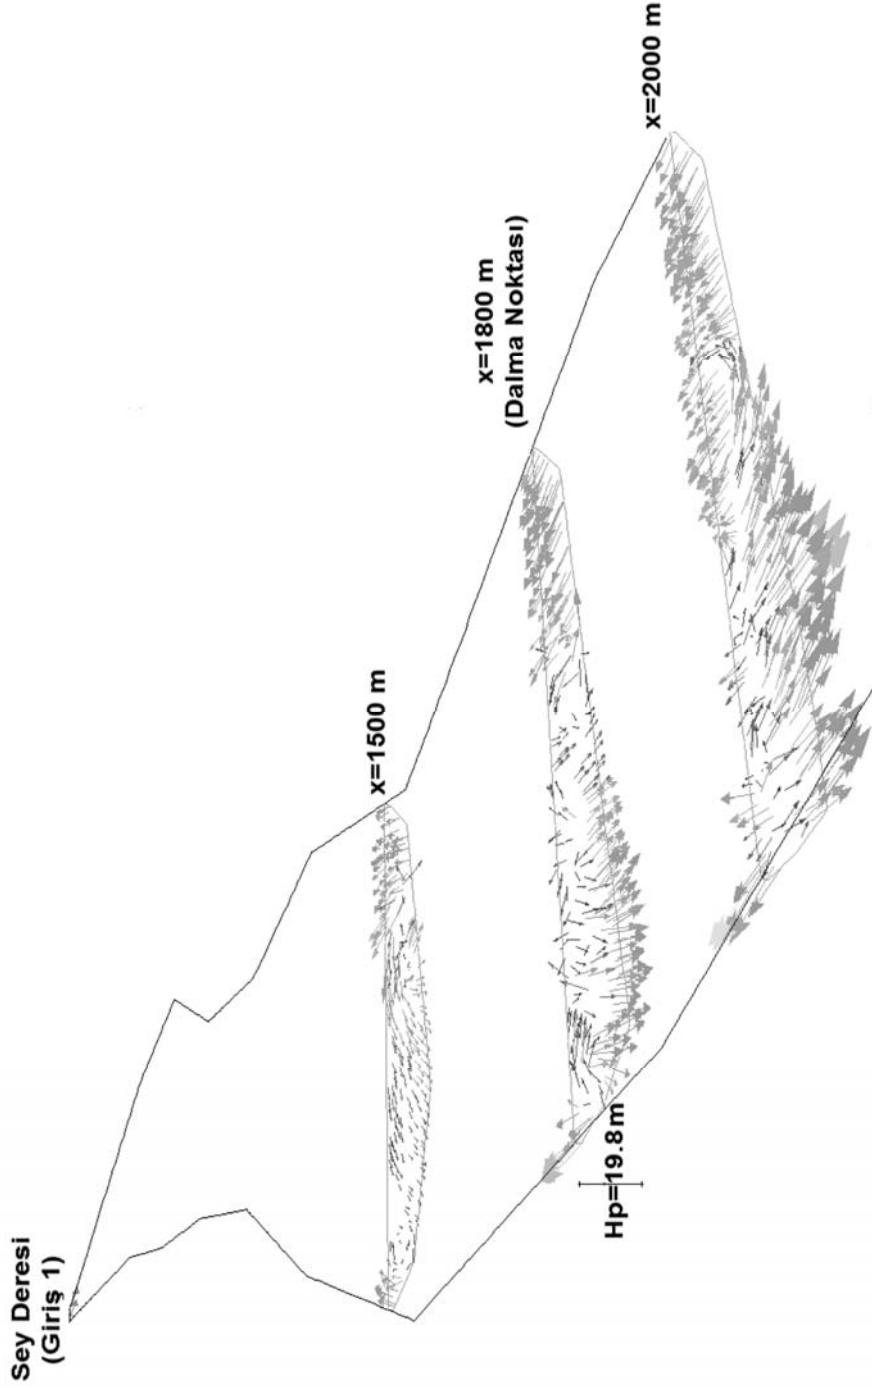 Sey Deresi
(Giriş 1)
x=1500 m
x=1800 m
(Dalma Noktası)
x=2000 m
Hp=19.8m